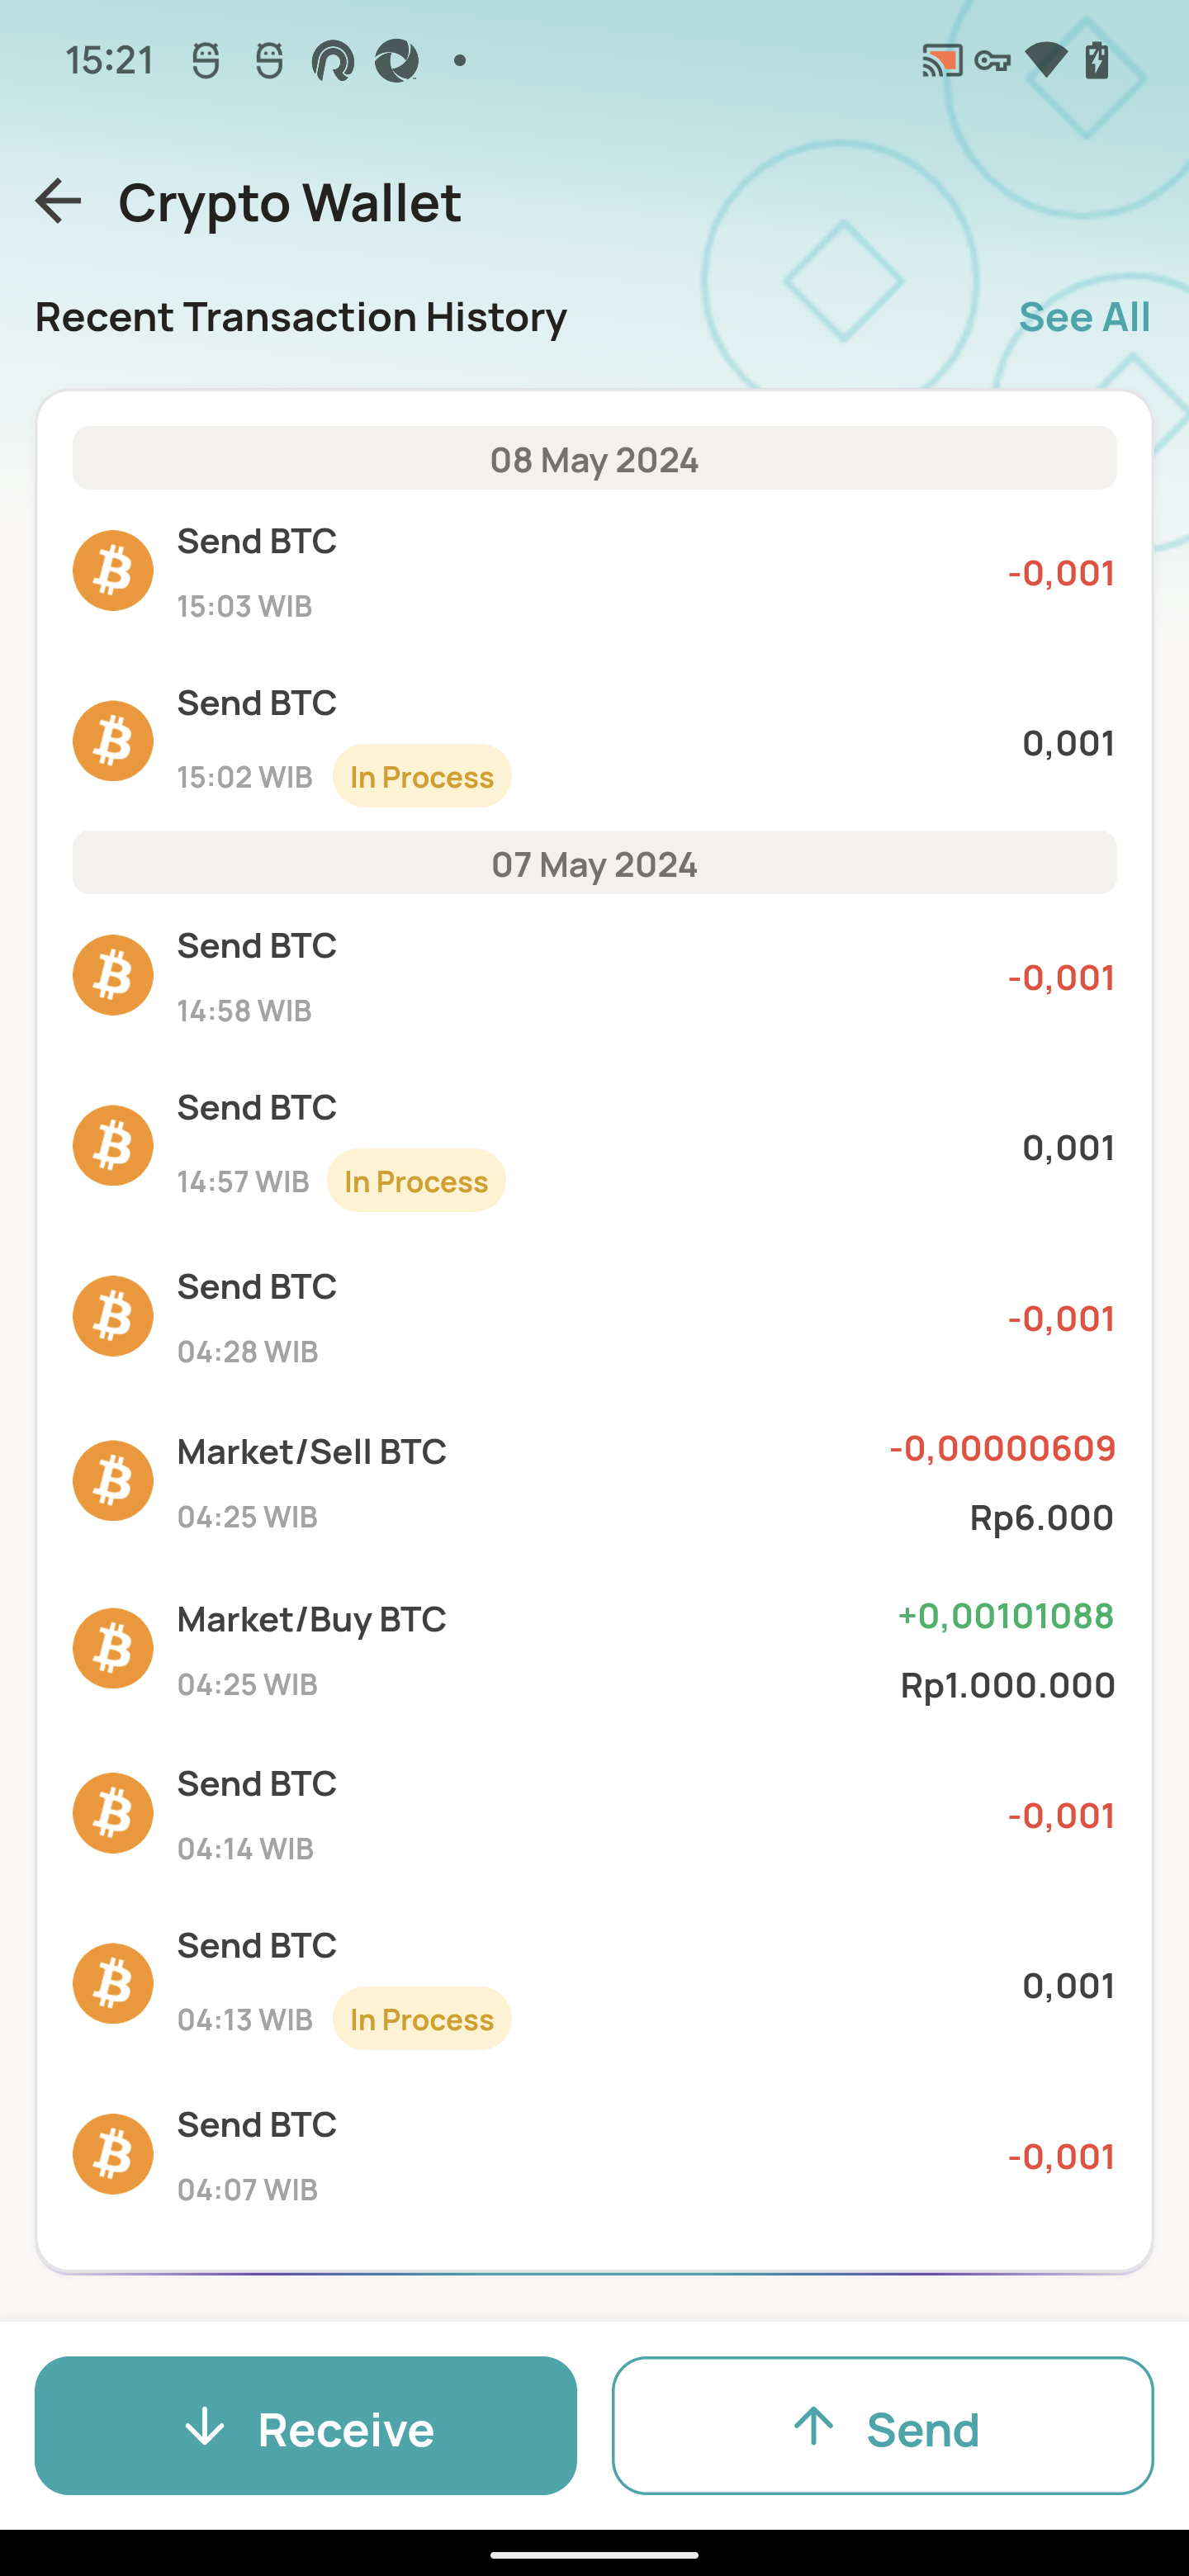 15:21
Crypto Wallet
Recent Transaction History
See All
08 May 2024
Send BTC
15:03 WIB
-0,001
Send BTC
15:02 WIB
In Process
0,001
07 May 2024
Send BTC
14:58 WIB
-0,001
Send BTC
14:57 WIB
In Process
0,001
Send BTC
04:28 WIB
-0,001
Market/Sell BTC
-0,00000609
04:25 WIB
Rp6.000
Market/Buy BTC
+0,00101088
04:25 WIB
Rp1.000.000
Send BTC
04:14 WIB
-0,001
Send BTC
04:13 WIB
In Process
0,001
Send BTC
04:07 WIB
-0,001
Receive
Send